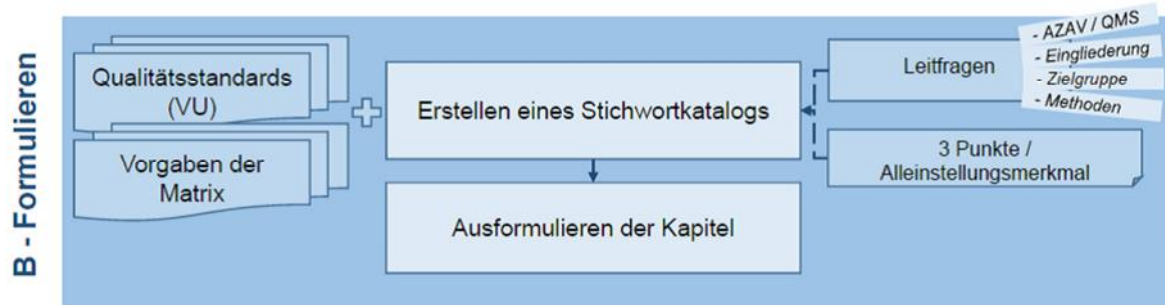 B - Formulieren
Qualitätsstandards
(VU)
Vorgaben der
Matrix
Erstellen eines Stichwortkatalogs
Ausformulieren der Kapitel
Leitfragen
- AZAV / QMS
- Eingliederung
- Zielgruppe
- Methoden
3 Punkte /
Alleinstellungsmerkmal